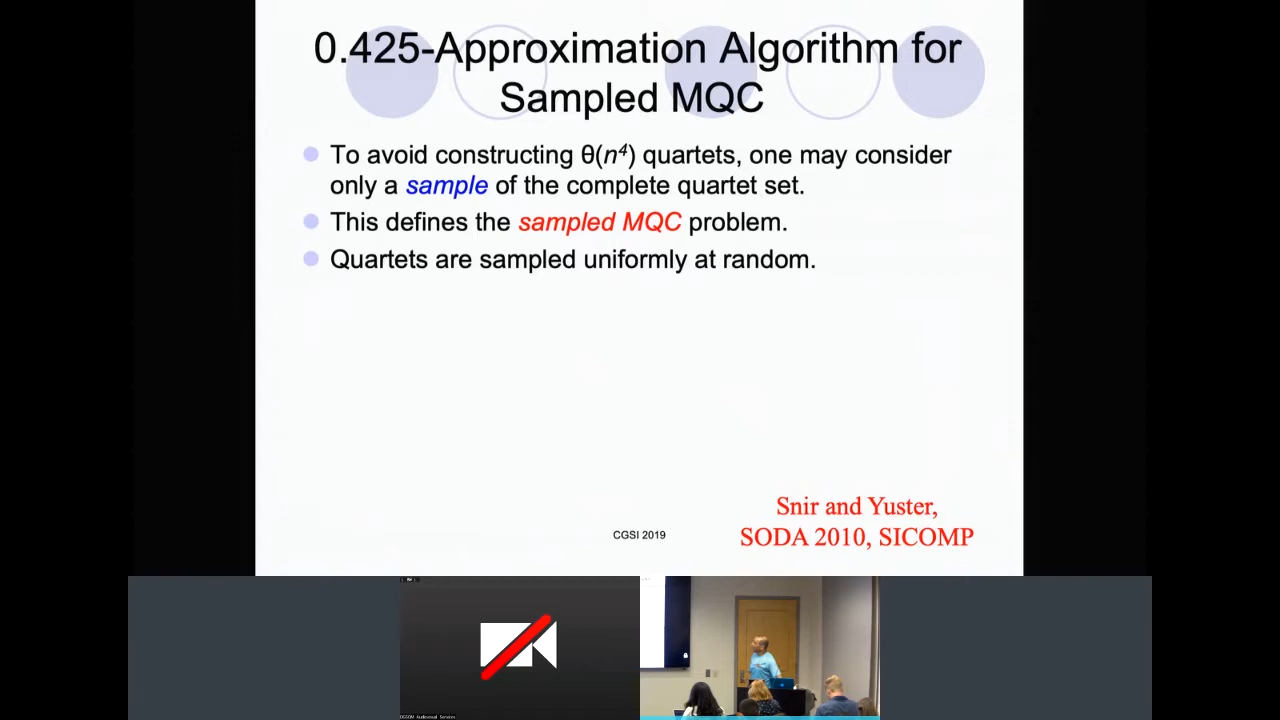 0.425-Approximation Algorithm for
Sampled MQC
To avoid constructing θ(n⁴) quartets, one may consider
only a sample of the complete quartet set.
This defines the sampled MQC problem.
Quartets are sampled uniformly at random.
Snir and Yuster,
SODA 2010, SICOMP
CGSI 2019